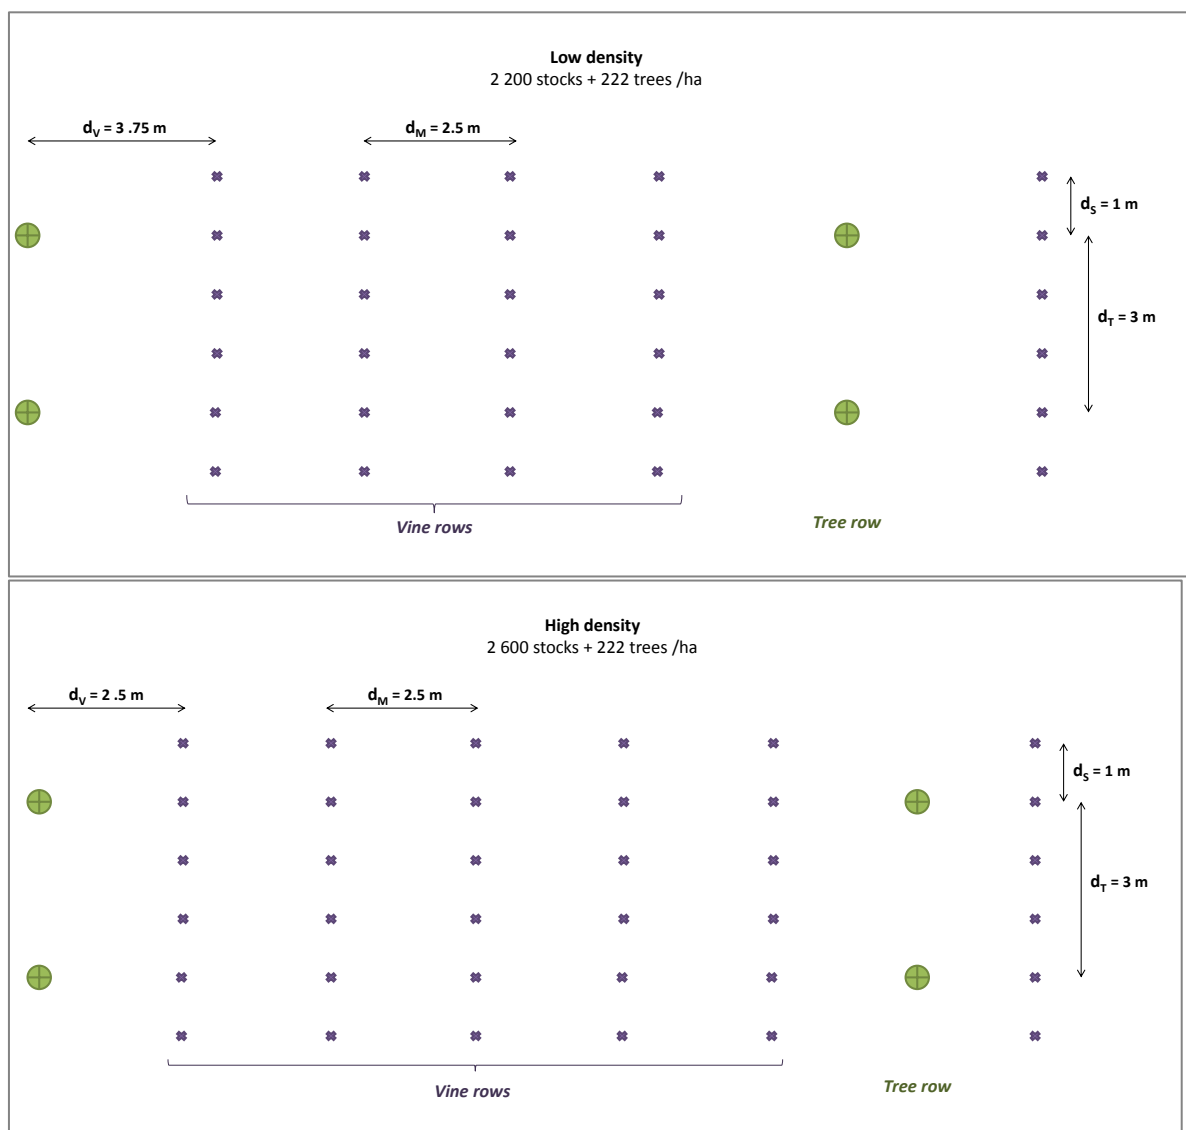 Low density
2 200 stocks + 222 trees /ha
dV = 3 .75 m
dM = 2.5 m
dS = 1 m
dT = 3 m
Vine rows
Tree row
High density
2 600 stocks + 222 trees /ha
dV = 2 .5 m
dM = 2.5 m
dS = 1 m
dT = 3 m
Vine rows
Tree row